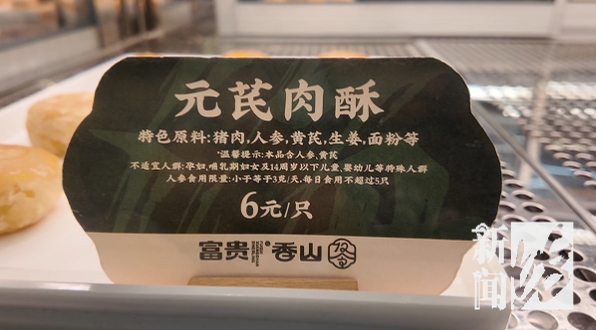 元芪肉酥
特色原料:猪肉,人参,黄芪,生姜,面粉等
*温馨提示:本品含人参、黄芪
不适宜人群:孕妇、哺乳期妇女及14周岁以下儿童,婴幼儿等特殊人群
人参食用限量:小于等于3克/天,每日食用不超过5只
6元/只
富贵 香山
新闻